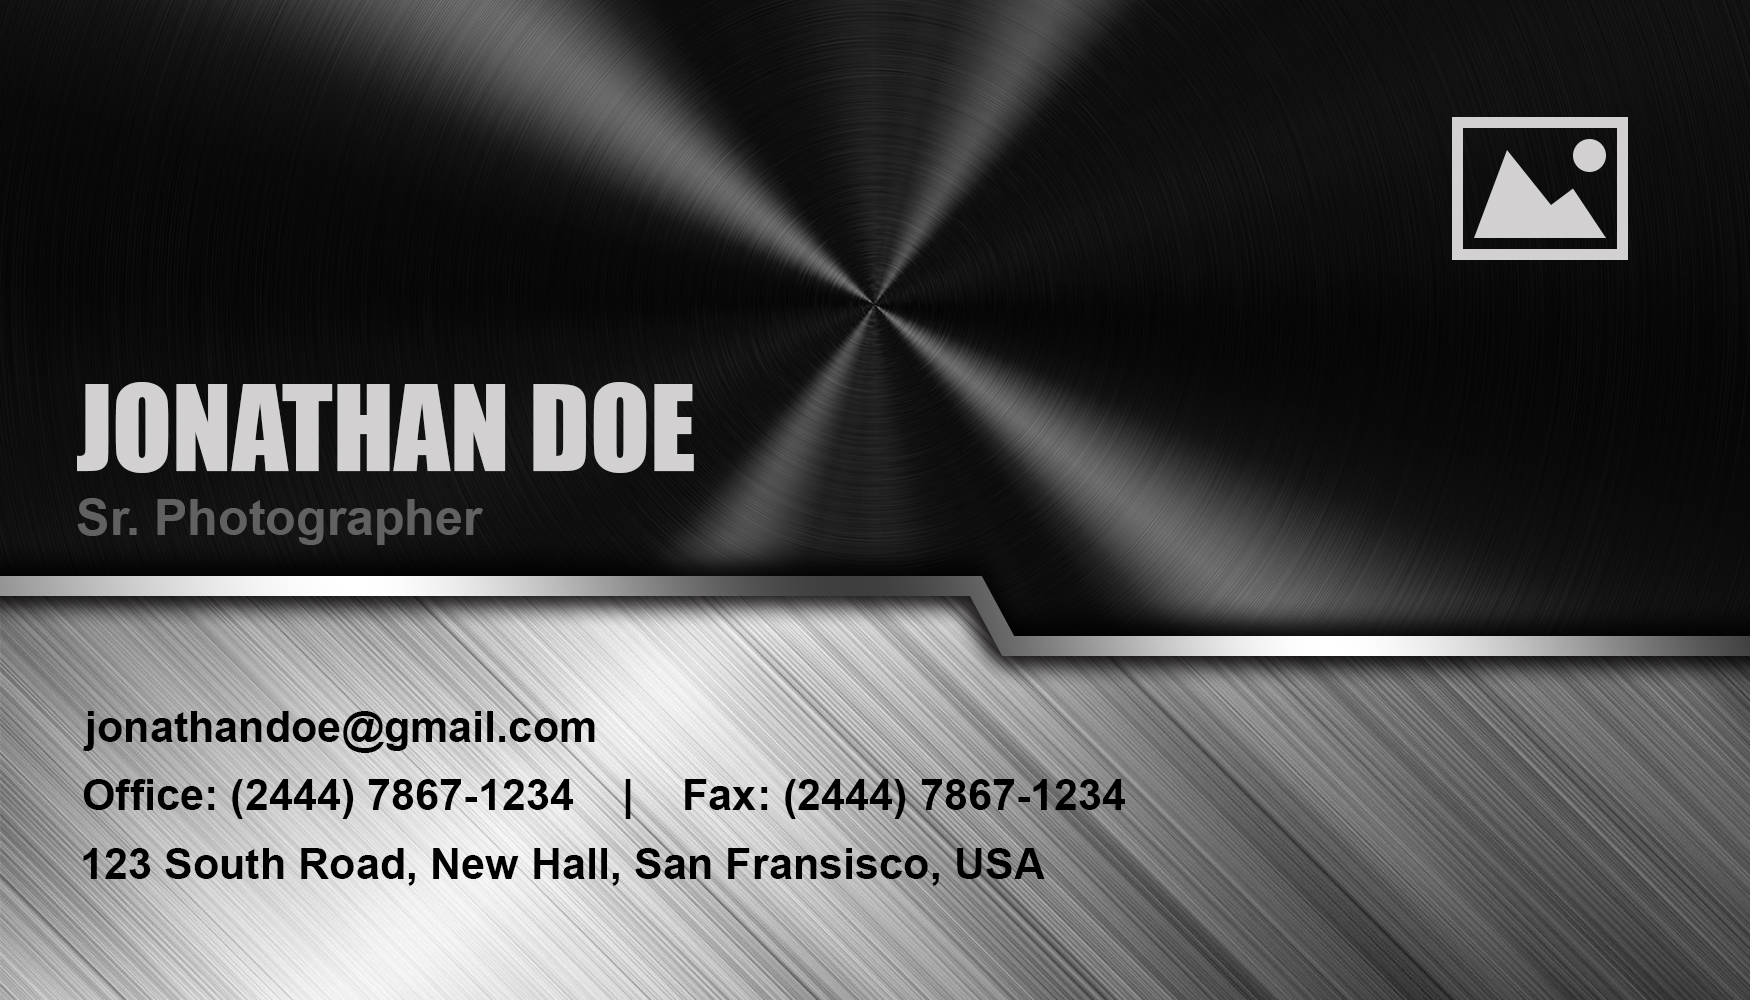 JONATHAN DOE
Sr. Photographer
jonathandoe@gmail.com
Office: (2444) 7867-1234 | Fax: (2444) 7867-1234
123 South Road, New Hall, San Fransisco, USA